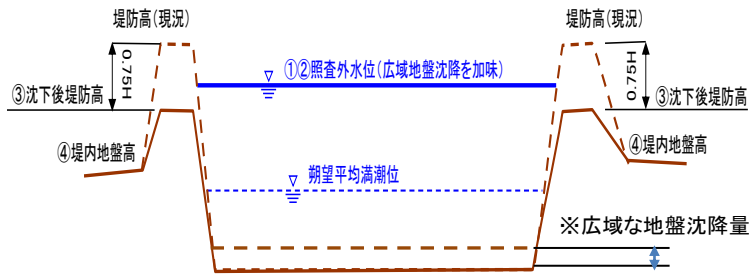 堤防高(現況)
堤防高(現況)
0.75H
①②照査外水位(広域地盤沈降を加味)
0.75H
③沈下後堤防高
③沈下後堤防高
④堤内地盤高
④堤内地盤高
朔望平均満潮位
※広域な地盤沈降量